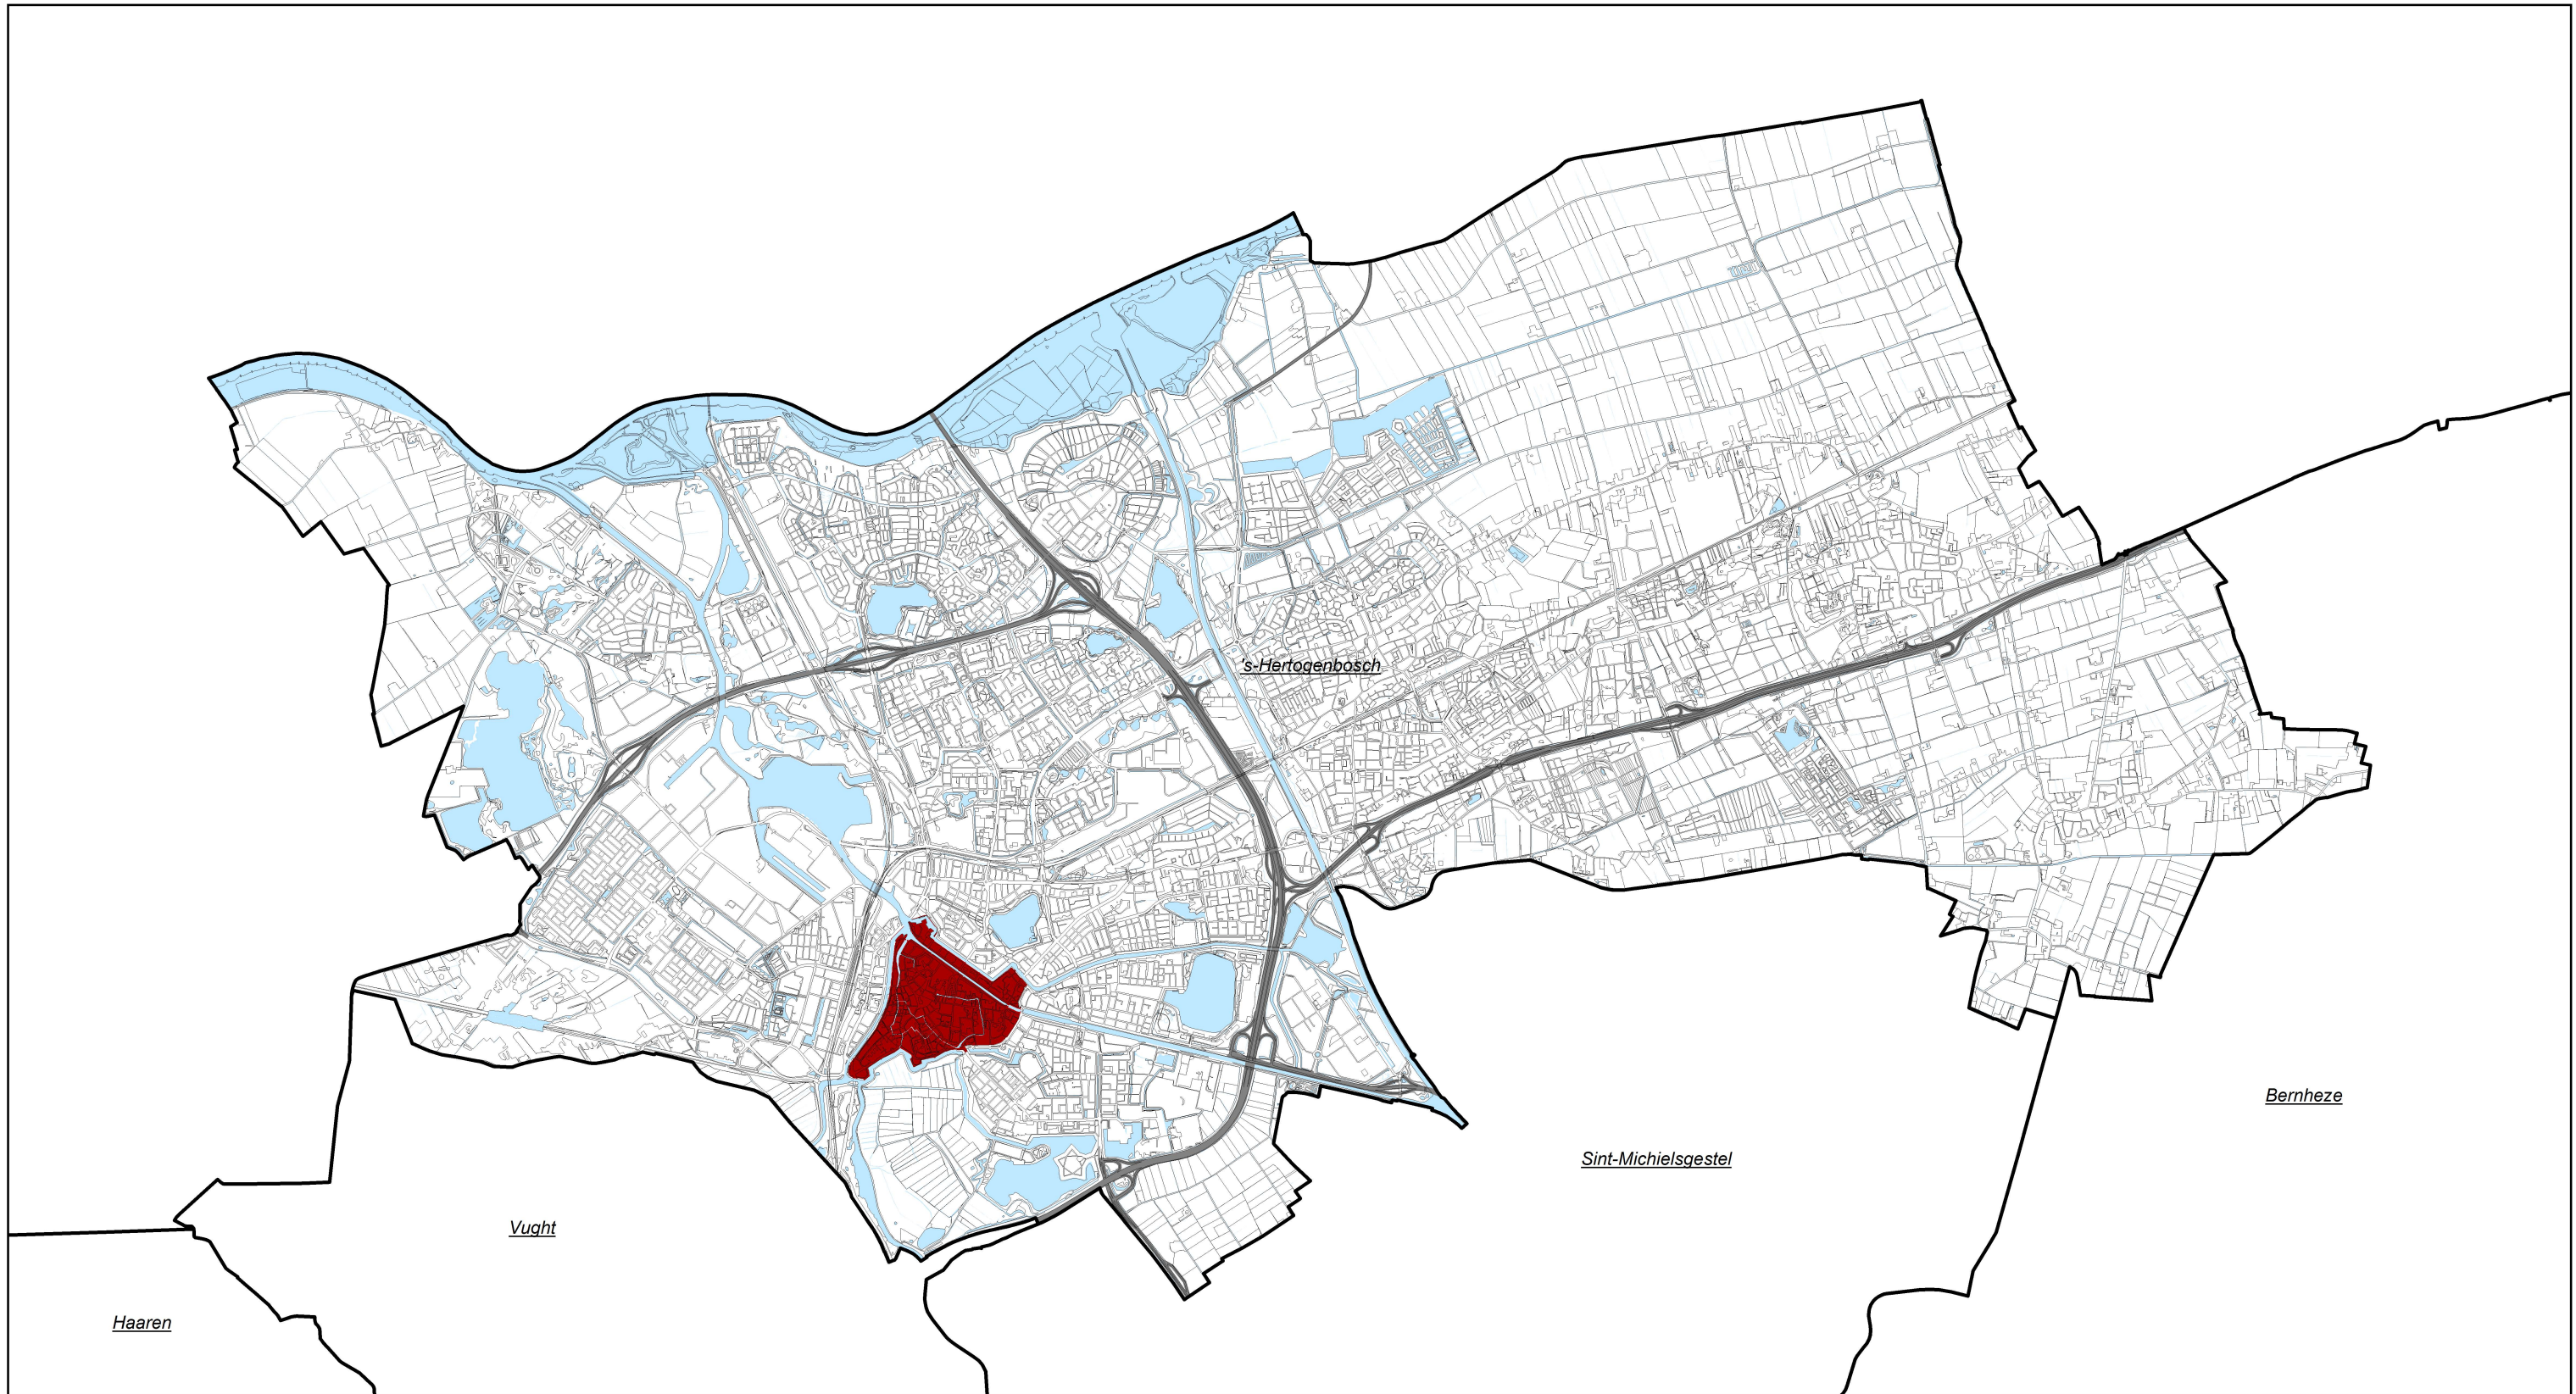 's-Hertogenbosch
Bernheze
Sint-Michielsgestel
Vught
Haaren